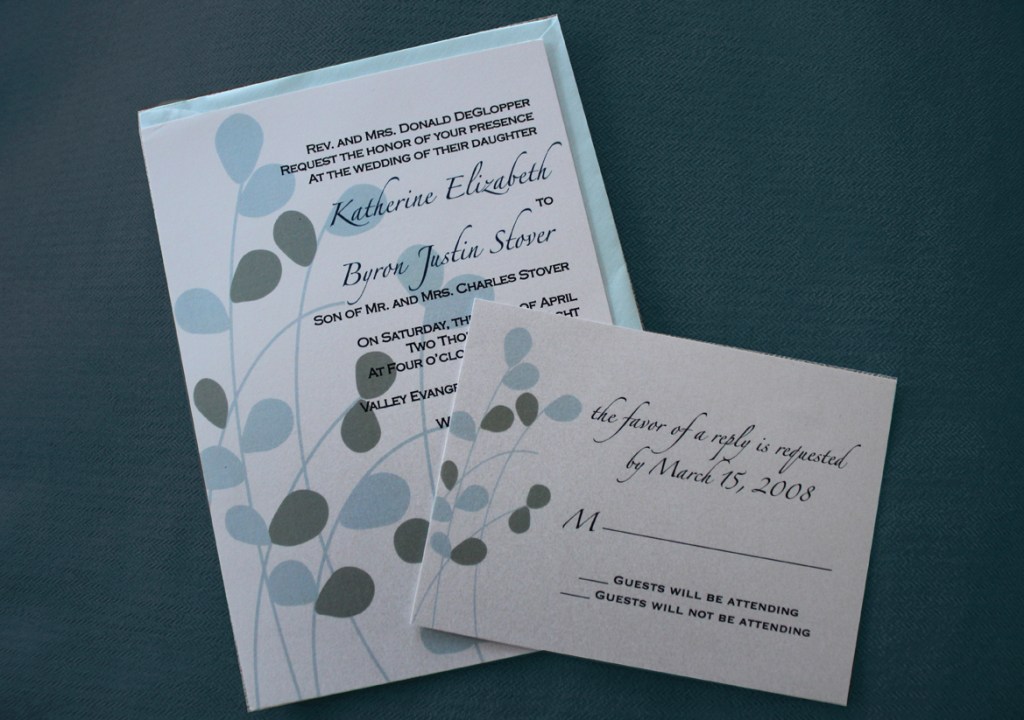 Rev. and Mrs. Donald DeGlopper
Request the honor of your presence
At the wedding of their daughter
Katherine Elizabeth
to
Byron Justin Stover
Son of Mr. and Mrs. Charles Stover
On Saturday, the of April
Two
At Four o'clo
Valley
the favor of a reply is requested
by March 15, 2008
M
Guests will be attending
Guests will not be attending